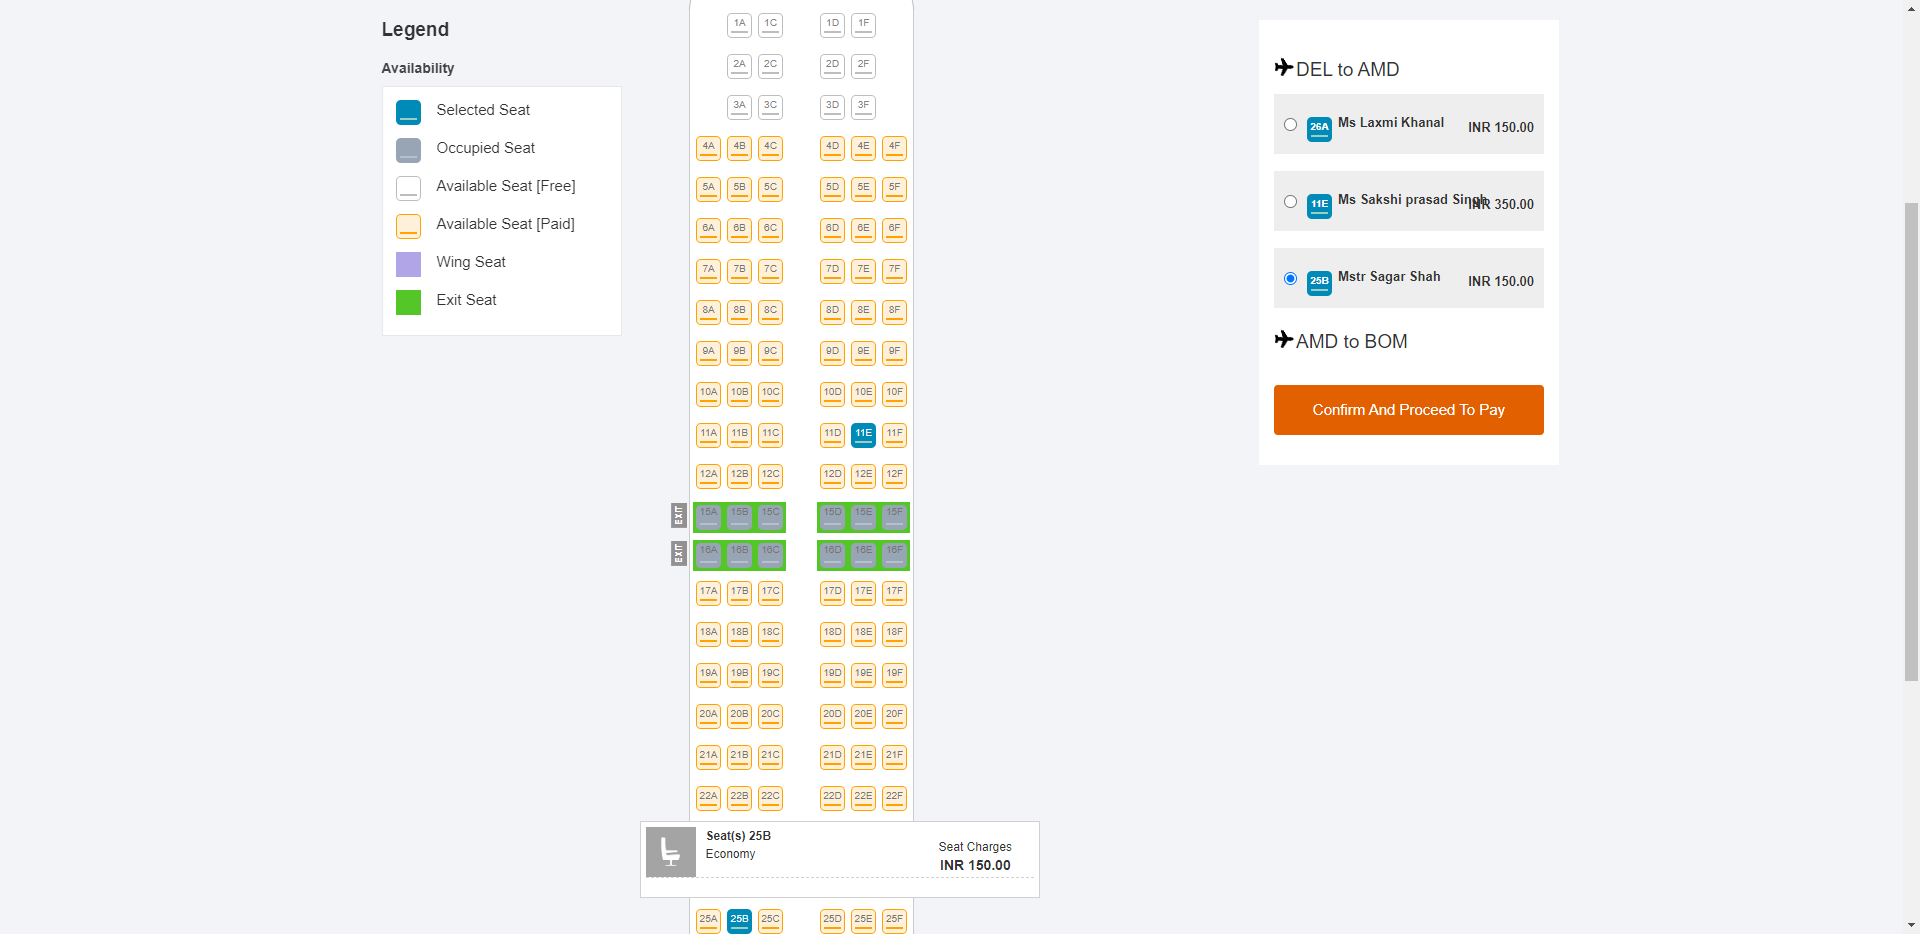 Legend
Availability
Selected Seat
Occupied Seat
Available Seat [Free]
Available Seat [Paid]
Wing Seat
Exit Seat
1A 1C 1D 1F
2A 2C 2D 2F
3A 3C 3D 3F
4A 4B 4C 4D 4E 4F
5A 5B 5C 5D 5E 5F
6A 6B 6C 6D 6E 6F
7A 7B 7C 7D 7E 7F
8A 8B 8C 8D 8E 8F
9A 9B 9C 9D 9E 9F
10A 10B 10C 10D 10E 10F
11A 11B 11C 11D 11E 11F
12A 12B 12C 12D 12E 12F
EXIT 15A 15B 15C 15D 15E 15F
EXIT 16A 16B 16C 16D 16E 16F
17A 17B 17C 17D 17E 17F
18A 18B 18C 18D 18E 18F
19A 19B 19C 19D 19E 19F
20A 20B 20C 20D 20E 20F
21A 21B 21C 21D 21E 21F
22A 22B 22C 22D 22E 22F
Seat(s) 25B
Economy
Seat Charges
INR 150.00
25A 25B 25C 25D 25E 25F
DEL to AMD
26A Ms Laxmi Khanal INR 150.00
11E Ms Sakshi prasad Singh INR 350.00
25B Mstr Sagar Shah INR 150.00
AMD to BOM
Confirm And Proceed To Pay